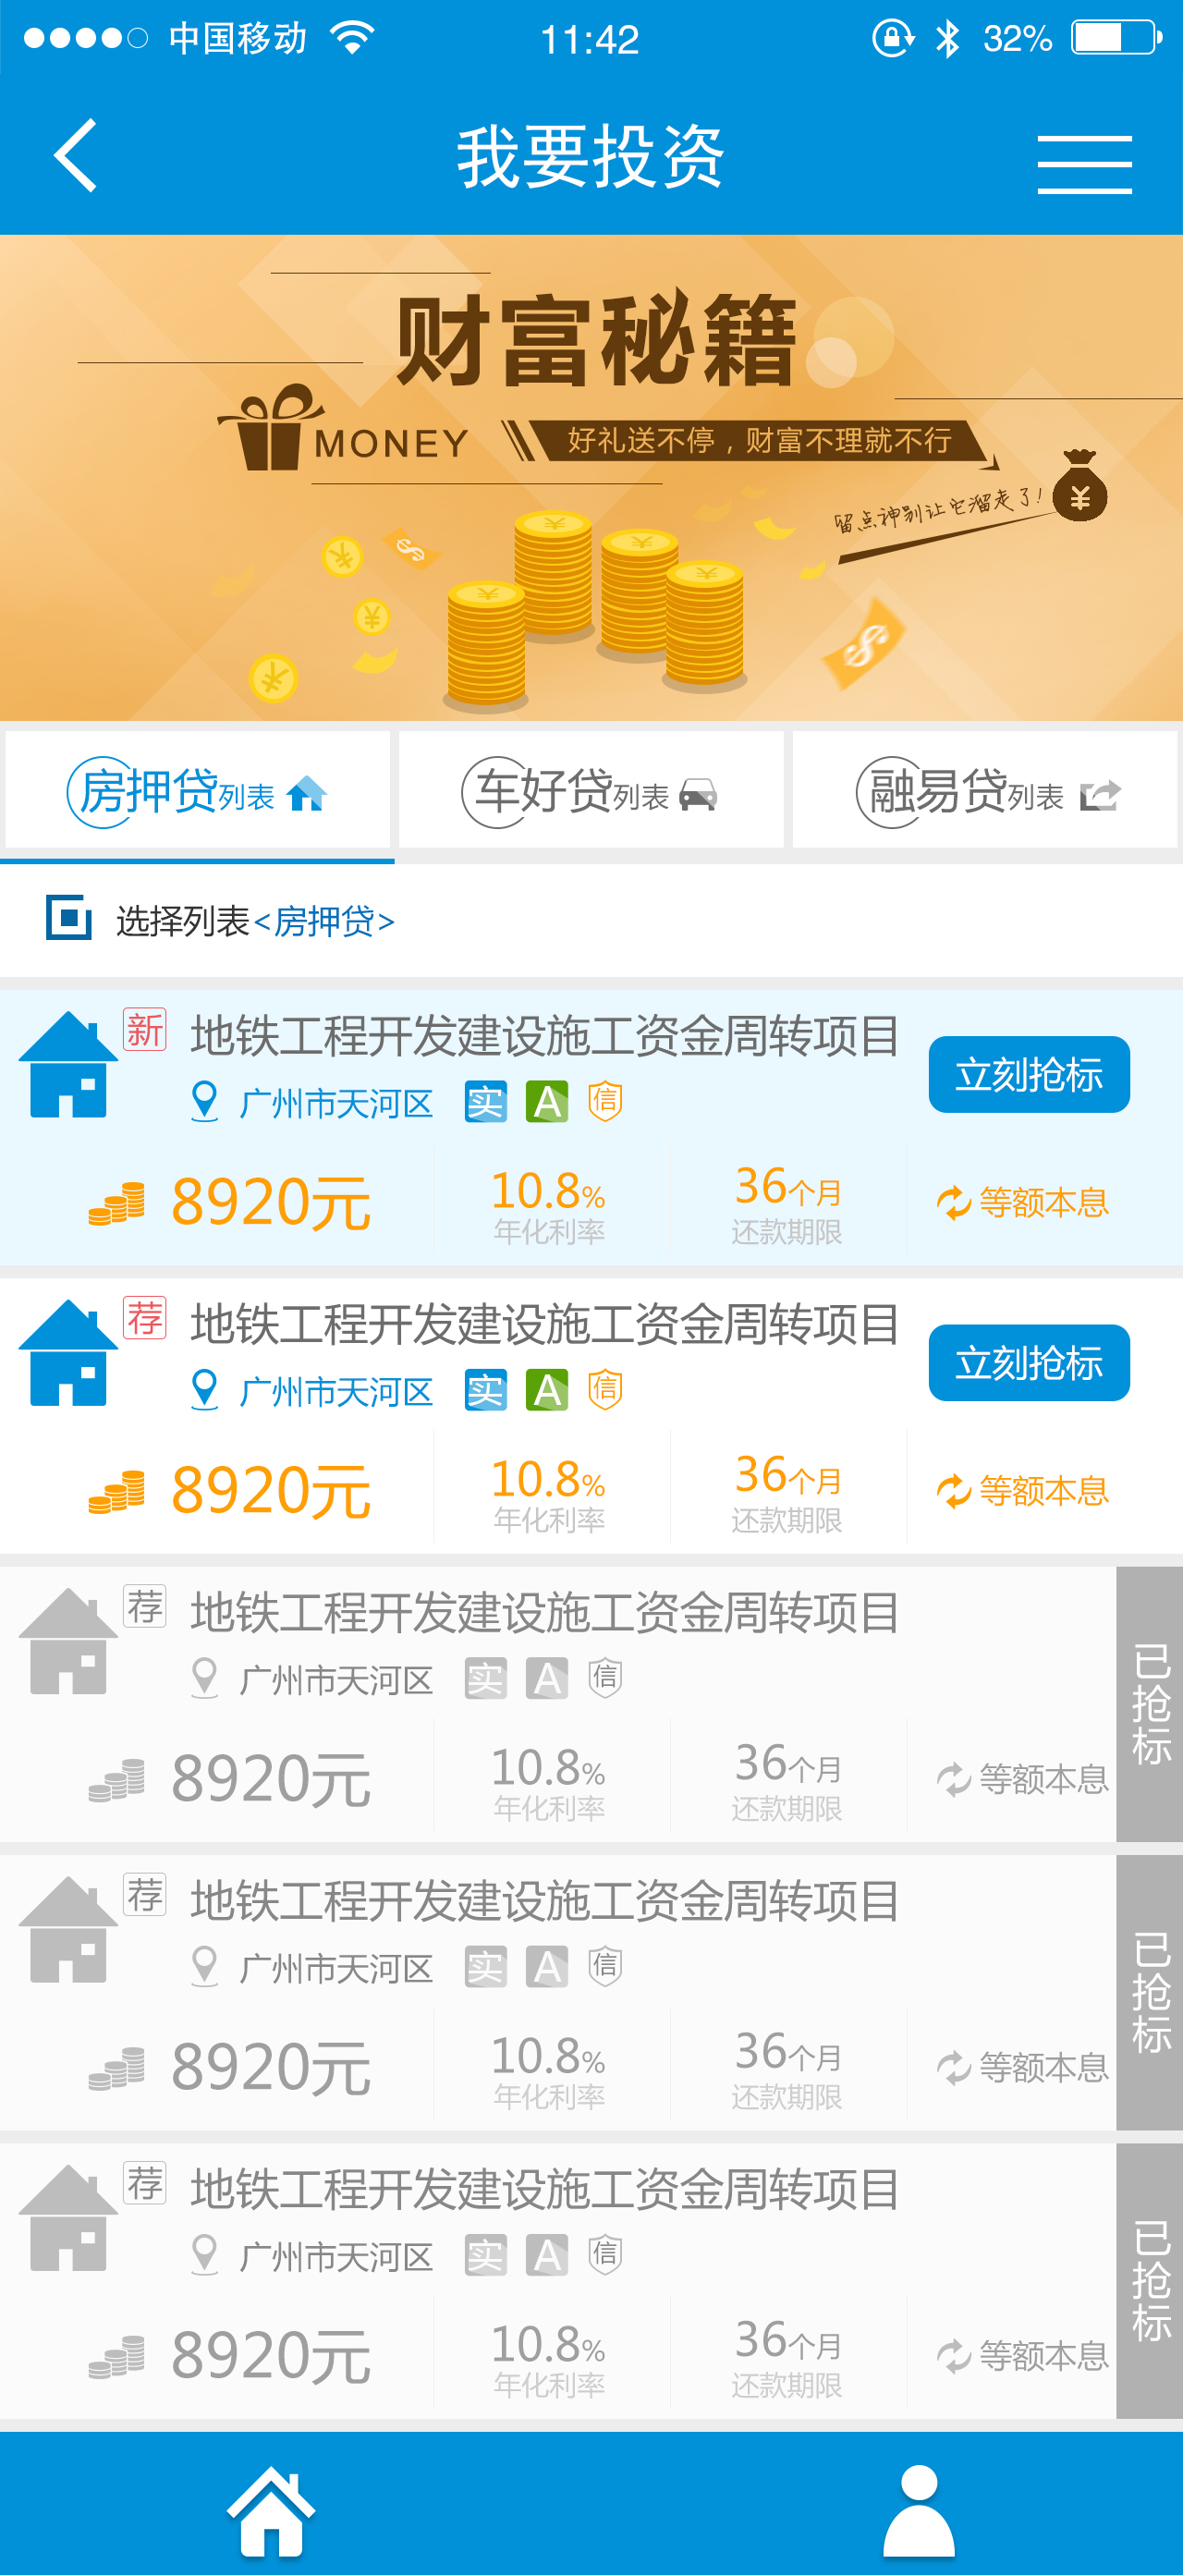 中国移动 11:42 32%
我要投资
财富秘籍
MONEY 好礼送不停，财富不理就不行
留点神别让它溜走了！
¥
房押贷列表 车好贷列表 融易贷列表
选择列表<房押贷>
新 地铁工程开发建设施工资金周转项目 立刻抢标
广州市天河区 实 A 信
8920元 10.8% 36个月 等额本息
年化利率 还款期限
荐 地铁工程开发建设施工资金周转项目 立刻抢标
广州市天河区 实 A 信
8920元 10.8% 36个月 等额本息
年化利率 还款期限
荐 地铁工程开发建设施工资金周转项目 已抢标
广州市天河区 实 A 信
8920元 10.8% 36个月 等额本息
年化利率 还款期限
荐 地铁工程开发建设施工资金周转项目 已抢标
广州市天河区 实 A 信
8920元 10.8% 36个月 等额本息
年化利率 还款期限
荐 地铁工程开发建设施工资金周转项目 已抢标
广州市天河区 实 A 信
8920元 10.8% 36个月 等额本息
年化利率 还款期限